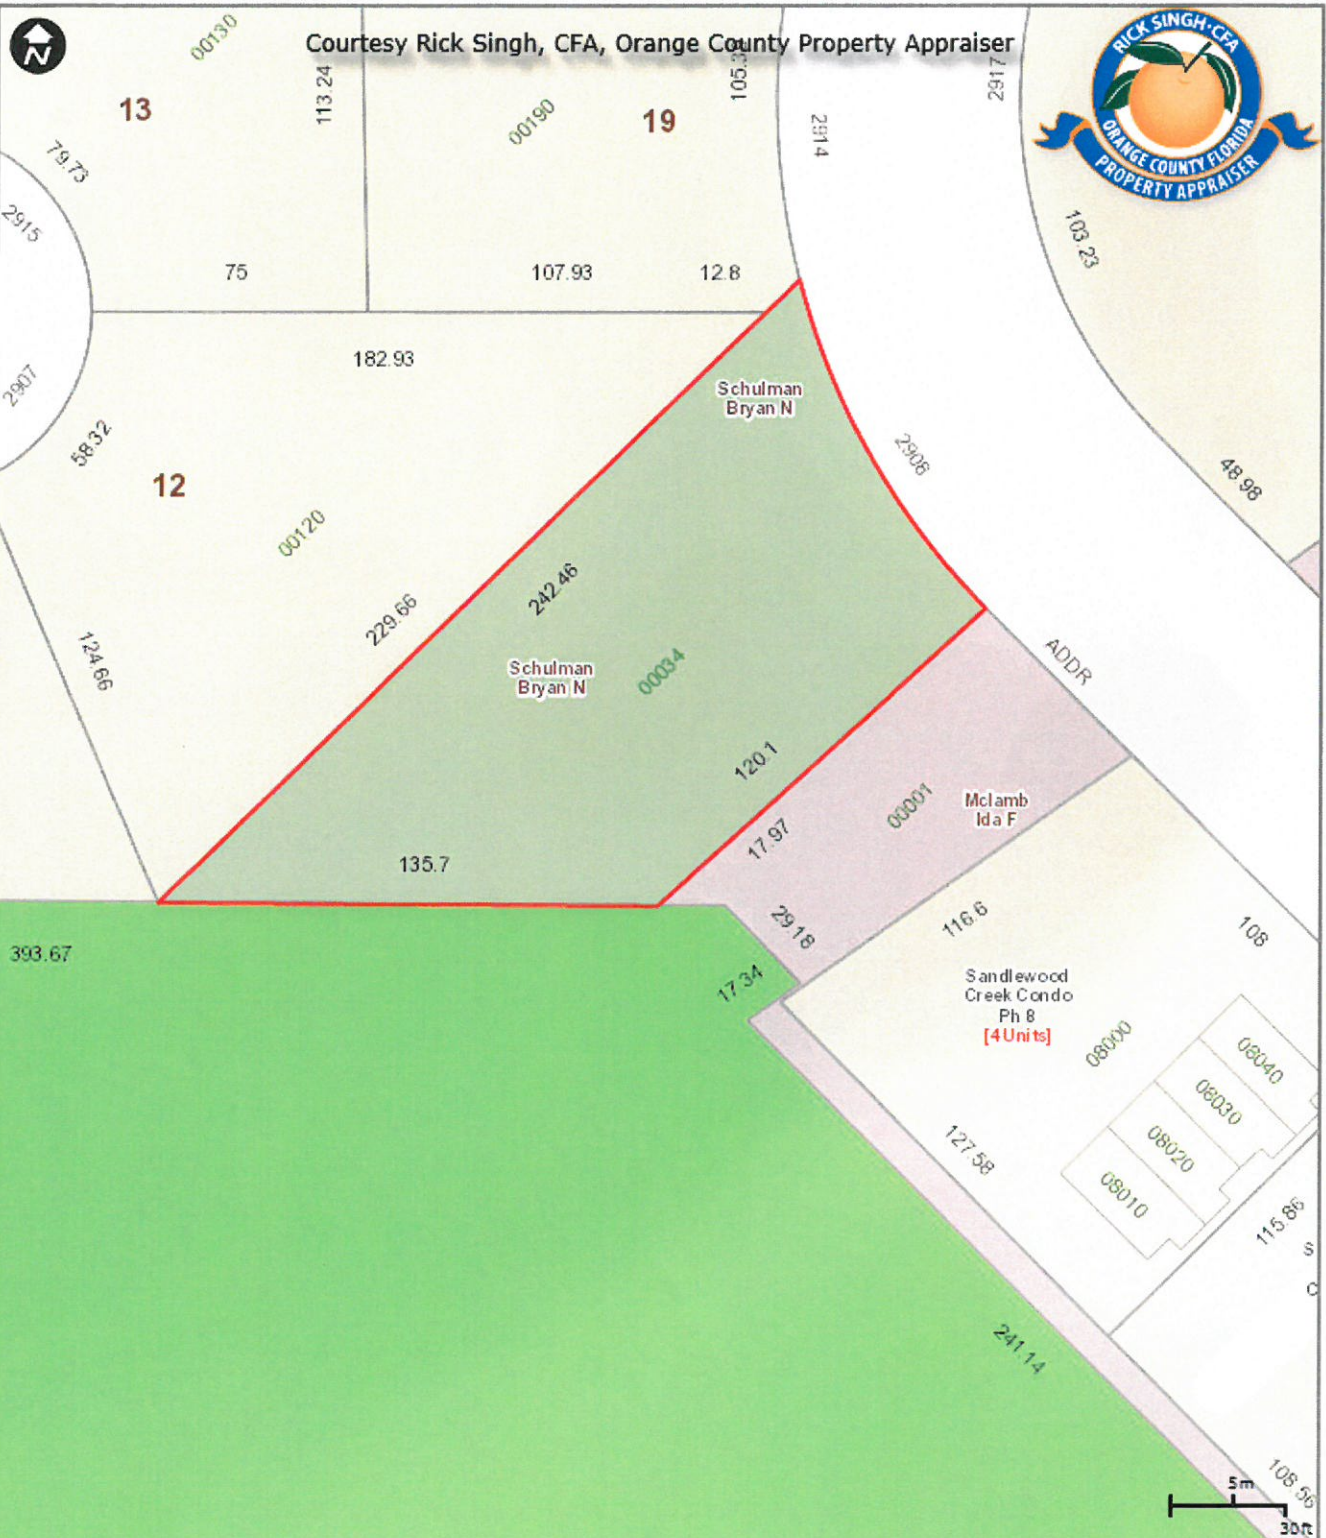 N
Courtesy Rick Singh, CFA, Orange County Property Appraiser
RICK SINGH·CFA
ORANGE COUNTY FLORIDA
PROPERTY APPRAISER
00130
113.24
2917
13
00190
19
2914
79.73
2915
103.23
75
107.93
12.8
182.93
2907
Schulman
Bryan N
58.32
2906
48.98
12
00120
242.46
229.66
124.66
Schulman
Bryan N
00034
ADDR
120.1
00001
Mclamb
Ida F
17.97
135.7
29.18
116.6
108
393.67
17.34
Sandlewood
Creek Condo
Ph 8
[4 Units]
08000
08040
08030
08020
08010
127.58
115.86
S
C
241.14
108.56
5m
30ft